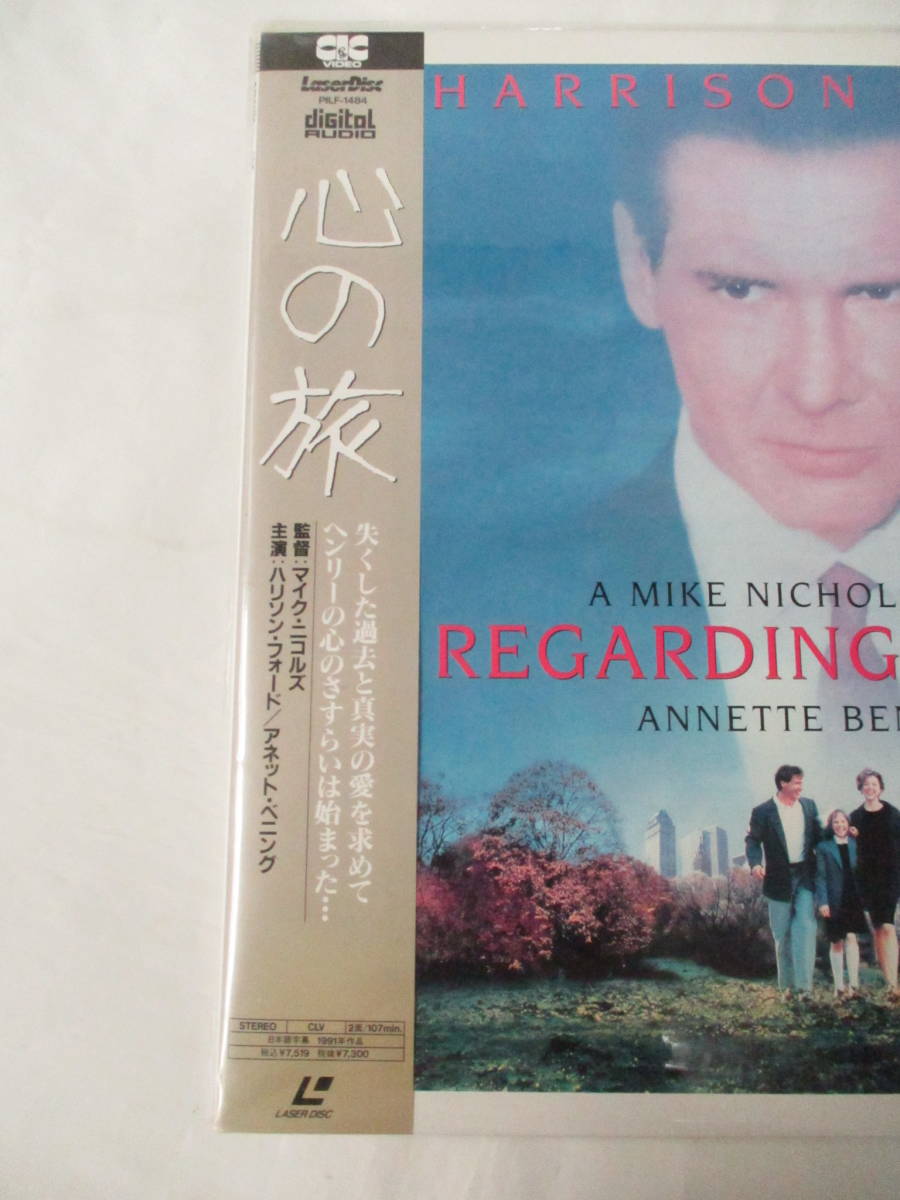 CIC
VIDEO
LaserDisc
PILF-1484
digital
AUDIO
心の旅
失くした過去と真実の愛を求めて
ヘンリーの心のさすらいは始まった…
監督:マイク・ニコルズ
主演:ハリソン・フォード/アネット・ベニング
STEREO CLV 2面/107min.
日本語字幕 1991年作品
税込¥7,519 税抜¥7,300
LASER DISC
HARRISON
A MIKE NICHOL
REGARDING
ANNETTE BEN